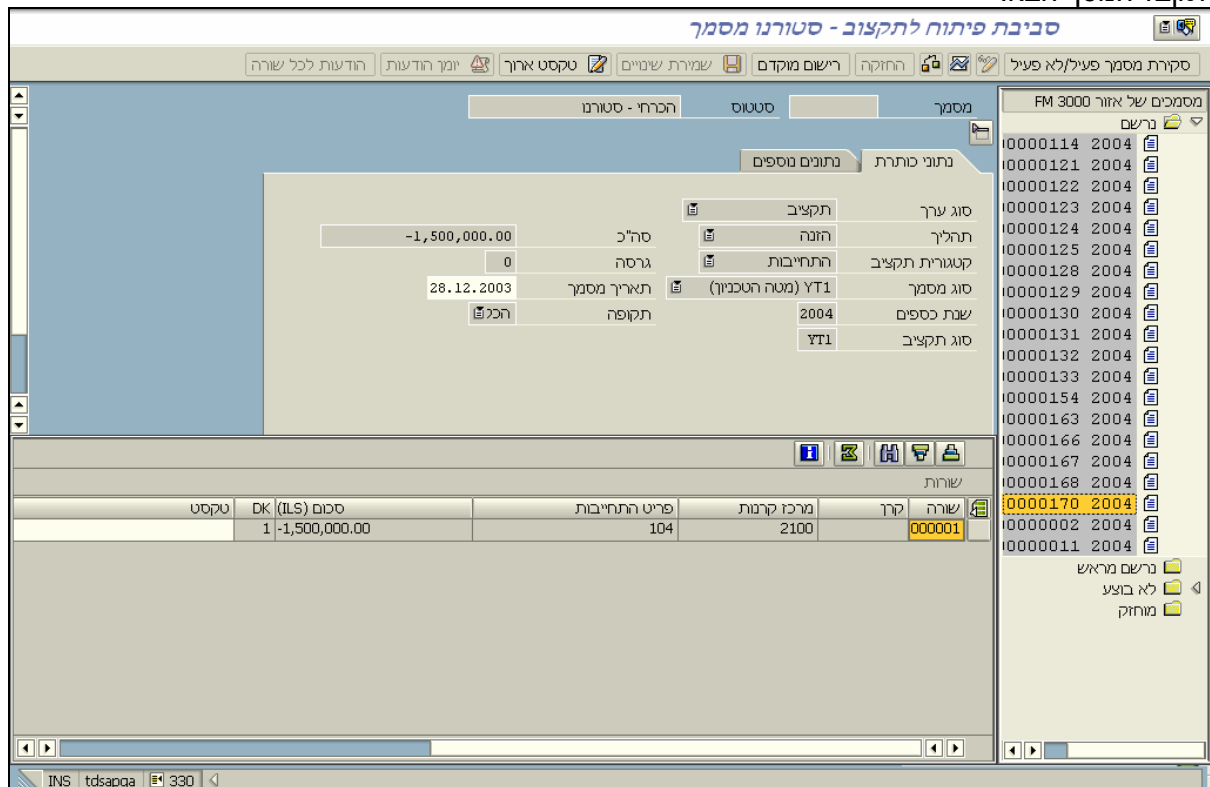 סביבת פיתוח לתקצוב - סטורנו מסמך
סקירת מסמך פעיל/לא פעיל החזקה רישום מוקדם שמירת שינויים טקסט ארוך יומן הודעות הודעות לכל שורה
מסמכים של אזור FM 3000
נרשם
0000114 2004
0000121 2004
0000122 2004
0000123 2004
0000124 2004
0000125 2004
0000128 2004
0000129 2004
0000130 2004
0000131 2004
0000132 2004
0000133 2004
0000154 2004
0000163 2004
0000166 2004
0000167 2004
0000168 2004
0000170 2004
0000002 2004
0000011 2004
נרשם מראש
לא בוצע
מוחזק
מסמך סטטוס הכרחי - סטורנו
נתוני כותרת נתונים נוספים
סוג ערך תקציב
תהליך הזנה סה"כ -1,500,000.00
קטגורית תקציב התחייבות גרסה 0
סוג מסמך YT1 (מטה הטכניון) תאריך מסמך 28.12.2003
שנת כספים 2004 תקופה הכל
סוג תקציב YT1
שורות
שורה קרן מרכז קרנות פריט התחייבות סכום (ILS) DK טקסט
000001 2100 104 -1,500,000.00 1
INS tdsapqa 330